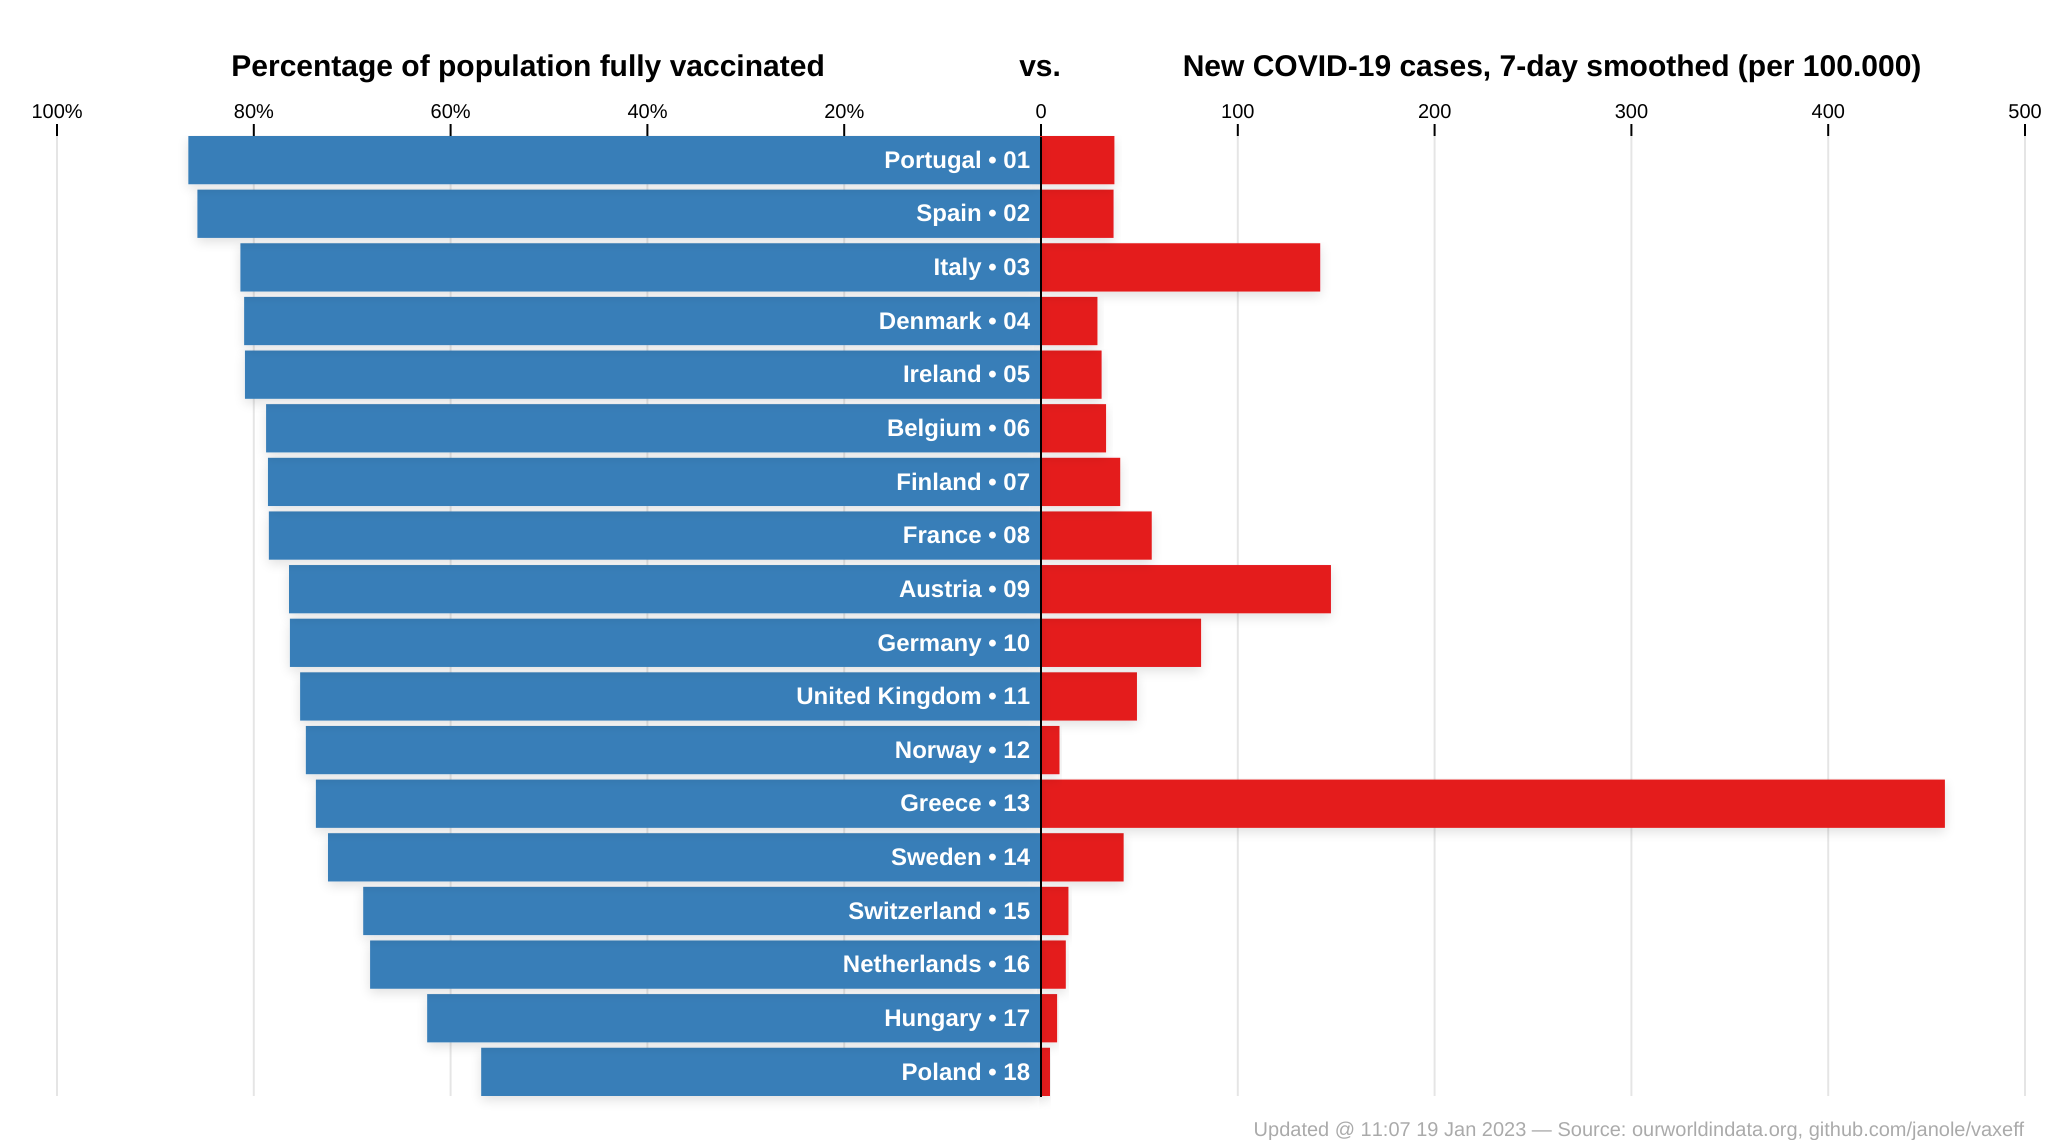 Percentage of population fully vaccinated vs. New COVID-19 cases, 7-day smoothed (per 100.000)
100% 80% 60% 40% 20% 0 100 200 300 400 500
Portugal • 01
Spain • 02
Italy • 03
Denmark • 04
Ireland • 05
Belgium • 06
Finland • 07
France • 08
Austria • 09
Germany • 10
United Kingdom • 11
Norway • 12
Greece • 13
Sweden • 14
Switzerland • 15
Netherlands • 16
Hungary • 17
Poland • 18
Updated @ 11:07 19 Jan 2023 — Source: ourworldindata.org, github.com/janole/vaxeff